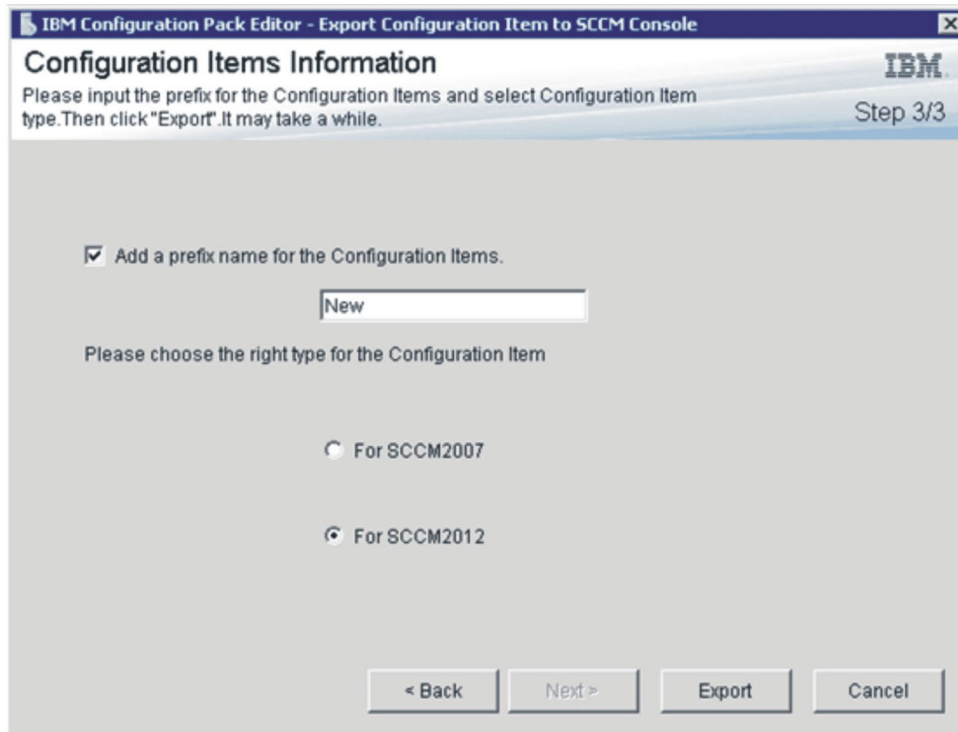 IBM Configuration Pack Editor - Export Configuration Item to SCCM Console
Configuration Items Information
IBM.
Please input the prefix for the Configuration Items and select Configuration Item
type.Then click "Export".It may take a while.
Step 3/3
Add a prefix name for the Configuration Items.
New
Please choose the right type for the Configuration Item
For SCCM2007
For SCCM2012
< Back
Next >
Export
Cancel